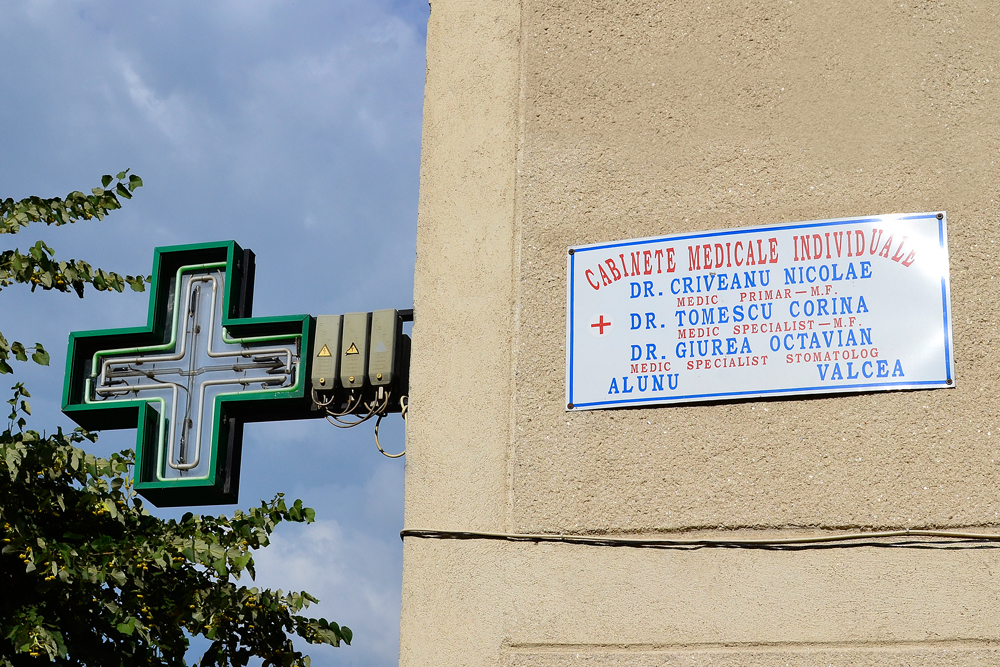 CABINETE MEDICALE INDIVIDUALE
DR. CRIVEANU NICOLAE
MEDIC PRIMAR—M.F.
DR. TOMESCU CORINA
MEDIC SPECIALIST—M.F.
DR. GIUREA OCTAVIAN
MEDIC SPECIALIST STOMATOLOG
ALUNU VALCEA